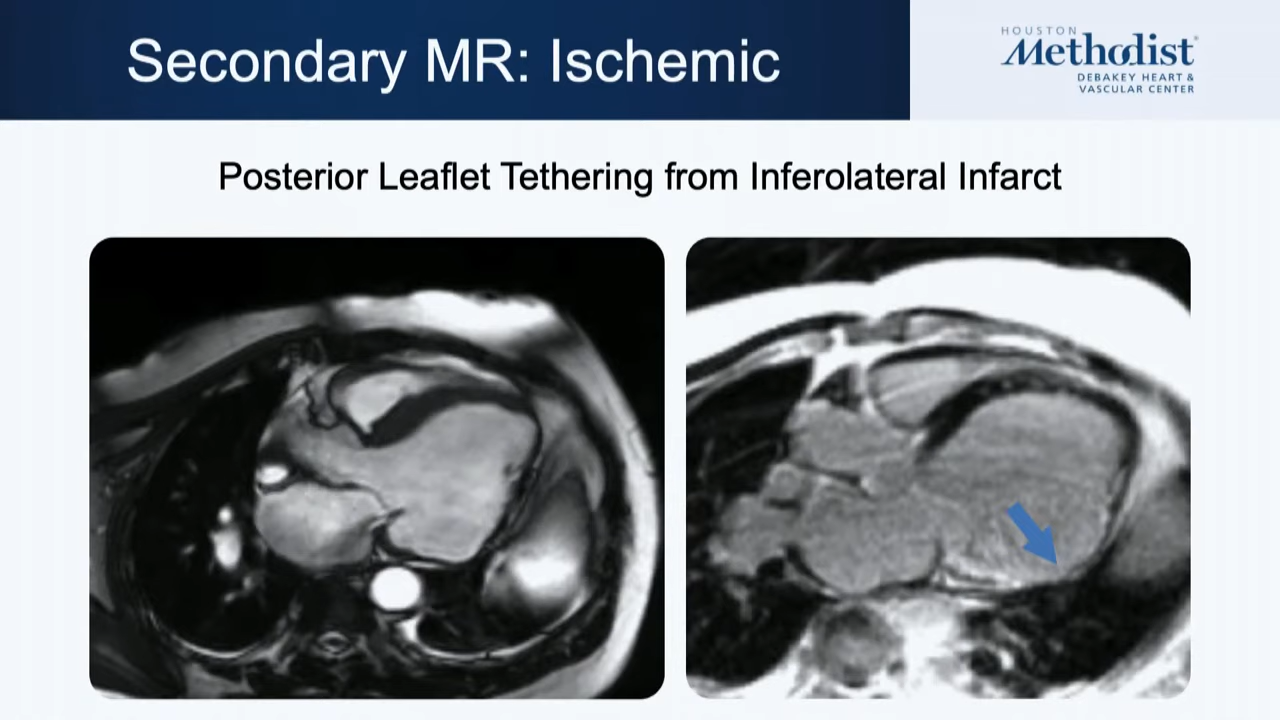 Secondary MR: Ischemic
HOUSTON
Methodist
DEBAKEY HEART &
VASCULAR CENTER
Posterior Leaflet Tethering from Inferolateral Infarct